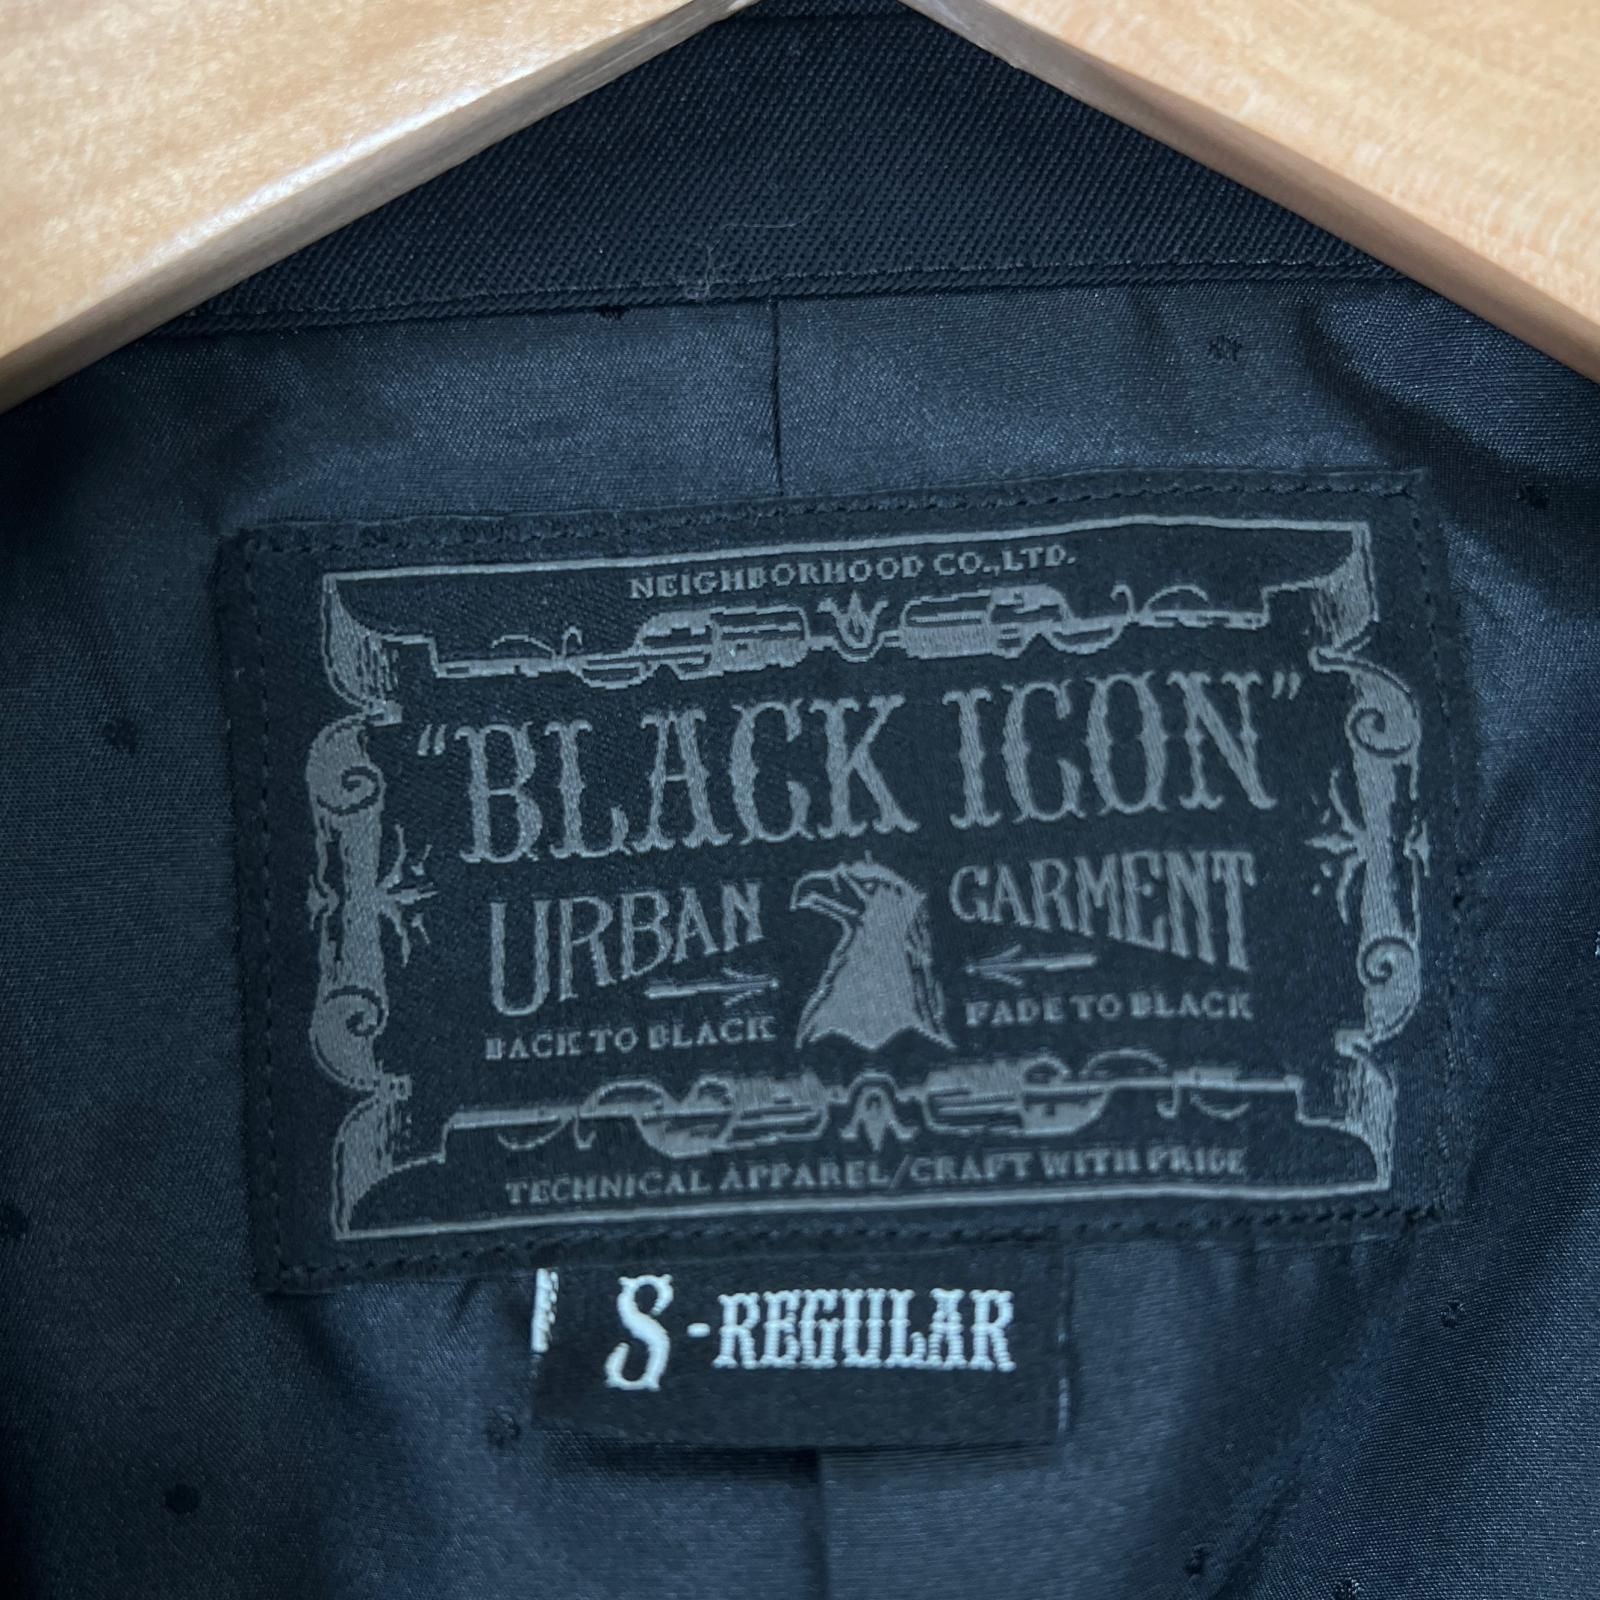 NEIGHBORHOOD CO.,LTD.
"BLACK ICON"
URBAN GARMENT
BACK TO BLACK FADE TO BLACK
TECHNICAL APPAREL/CRAFT WITH PRIDE
S-REGULAR